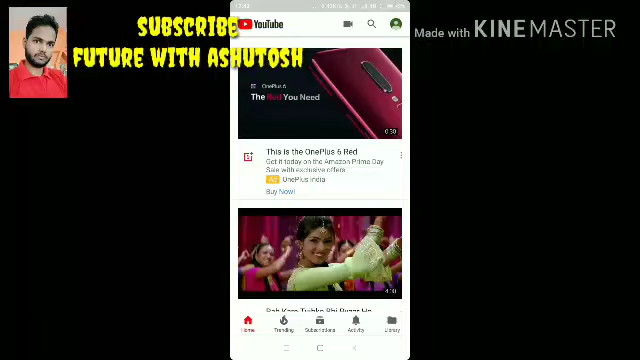 SUBSCRIBE
FUTURE WITH ASHUTOSH
Made with KINEMASTER
YouTube
OnePlus 6
The Red You Need
0:30
This is the OnePlus 6 Red
Get it today on the Amazon Prime Day
Sale with exclusive offers
Ad OnePlus India
Buy Now!
4:00
Home Trending Subscriptions Activity Library